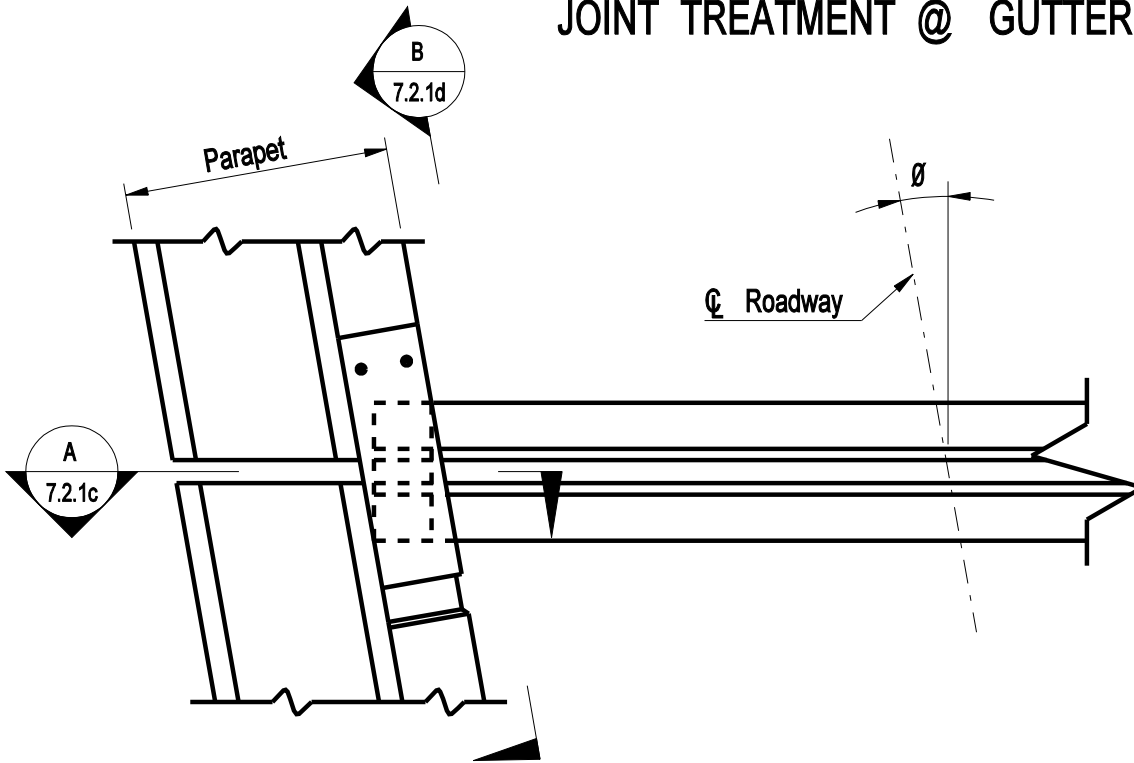 JOINT TREATMENT @ GUTTER
B
7.2.1d
Parapet
Ø
℄ Roadway
A
7.2.1c